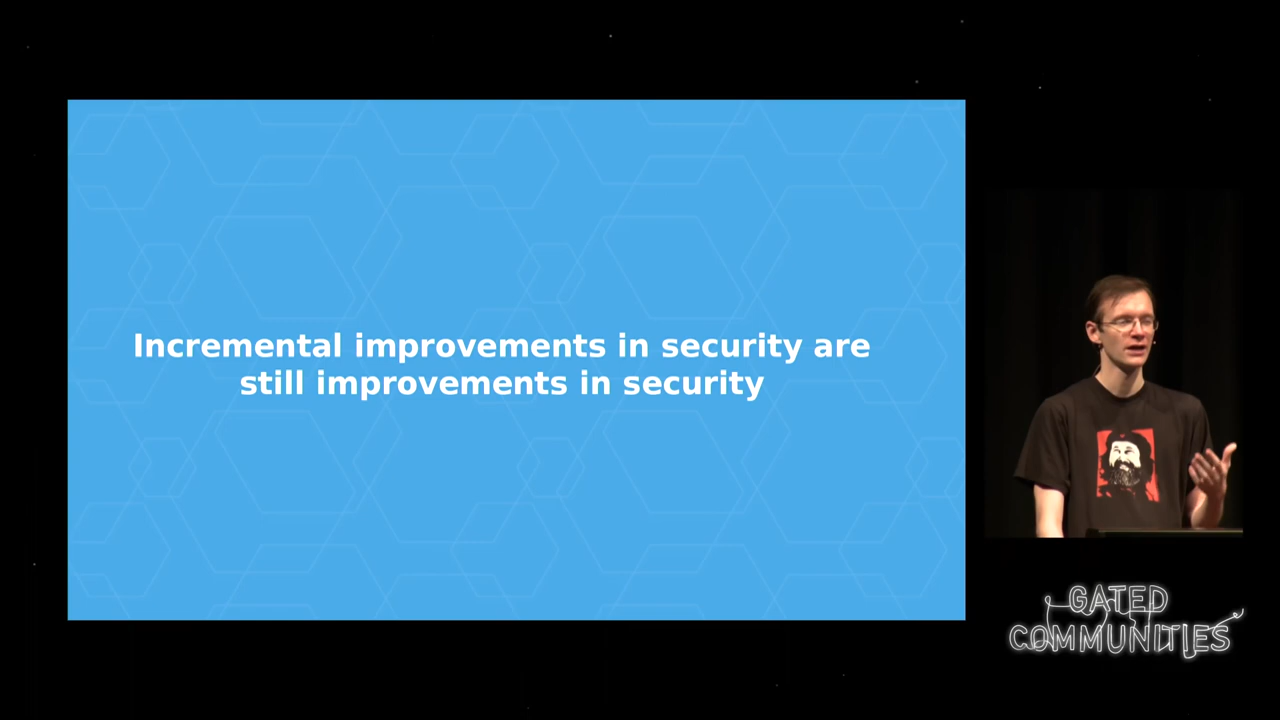 Incremental improvements in security are
still improvements in security
GATED
COMMUNITIES